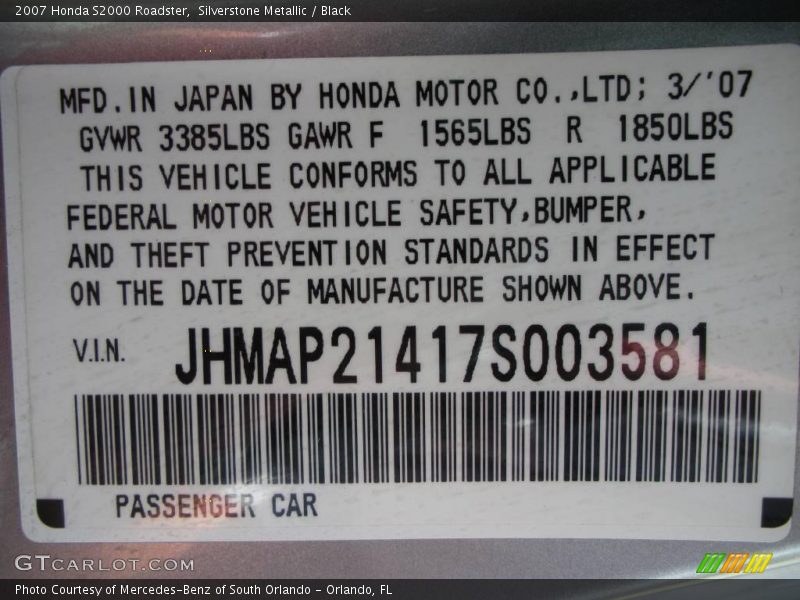 2007 Honda S2000 Roadster, Silverstone Metallic / Black
MFD.IN JAPAN BY HONDA MOTOR CO.,LTD; 3/'07
GVWR 3385LBS GAWR F 1565LBS R 1850LBS
THIS VEHICLE CONFORMS TO ALL APPLICABLE
FEDERAL MOTOR VEHICLE SAFETY,BUMPER,
AND THEFT PREVENTION STANDARDS IN EFFECT
ON THE DATE OF MANUFACTURE SHOWN ABOVE.
V.I.N. JHMAP21417S003581
PASSENGER CAR
GTCARLOT.COM
Photo Courtesy of Mercedes-Benz of South Orlando - Orlando, FL